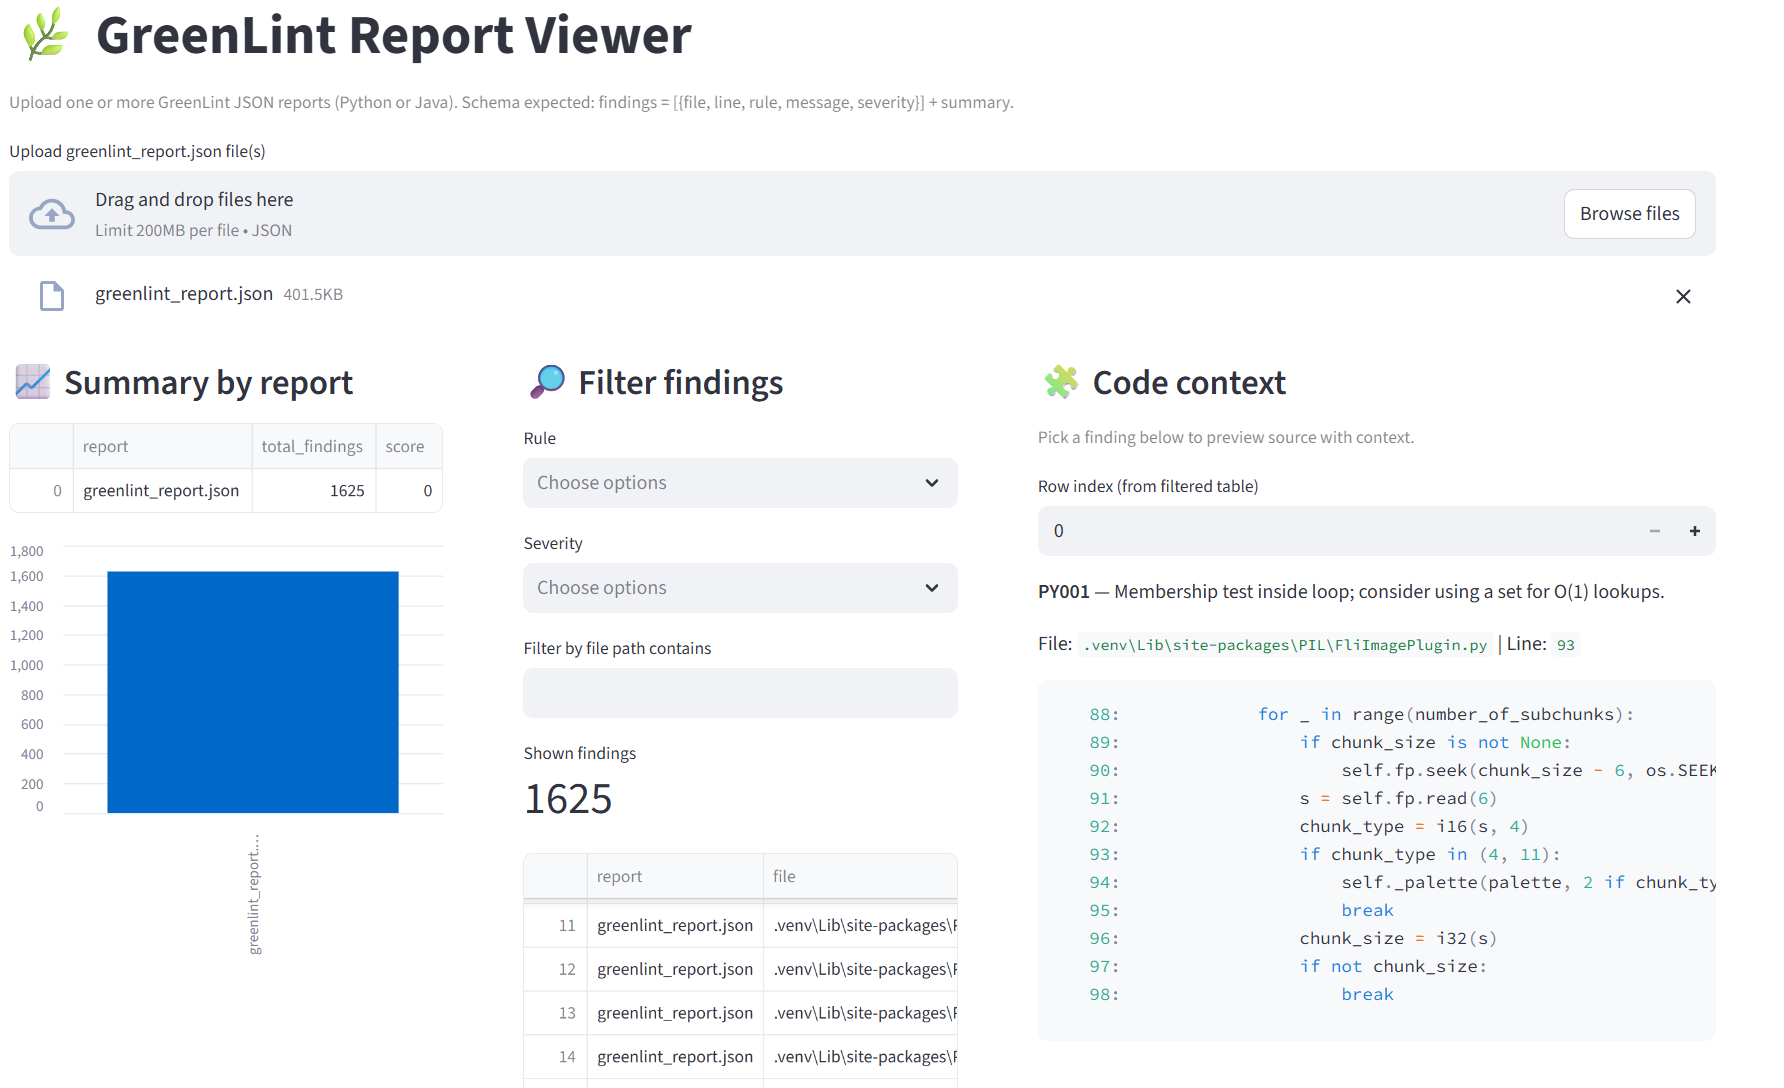 GreenLint Report Viewer
Upload one or more GreenLint JSON reports (Python or Java). Schema expected: findings = [{file, line, rule, message, severity}] + summary.
Upload greenlint_report.json file(s)
Drag and drop files here
Limit 200MB per file • JSON
Browse files
greenlint_report.json 401.5KB
Summary by report
report total_findings score
0 greenlint_report.json 1625 0
1,800
1,600
1,400
1,200
1,000
800
600
400
200
0
greenlint_report....
Filter findings
Rule
Choose options
Severity
Choose options
Filter by file path contains
Shown findings
1625
report file
11 greenlint_report.json .venv\Lib\site-packages\
12 greenlint_report.json .venv\Lib\site-packages\
13 greenlint_report.json .venv\Lib\site-packages\
14 greenlint_report.json .venv\Lib\site-packages\
Code context
Pick a finding below to preview source with context.
Row index (from filtered table)
0
PY001 — Membership test inside loop; consider using a set for O(1) lookups.
File: .venv\Lib\site-packages\PIL\FliImagePlugin.py | Line: 93
88: for _ in range(number_of_subchunks):
89: if chunk_size is not None:
90: self.fp.seek(chunk_size - 6, os.SEEK
91: s = self.fp.read(6)
92: chunk_type = i16(s, 4)
93: if chunk_type in (4, 11):
94: self._palette(palette, 2 if chunk_ty
95: break
96: chunk_size = i32(s)
97: if not chunk_size:
98: break